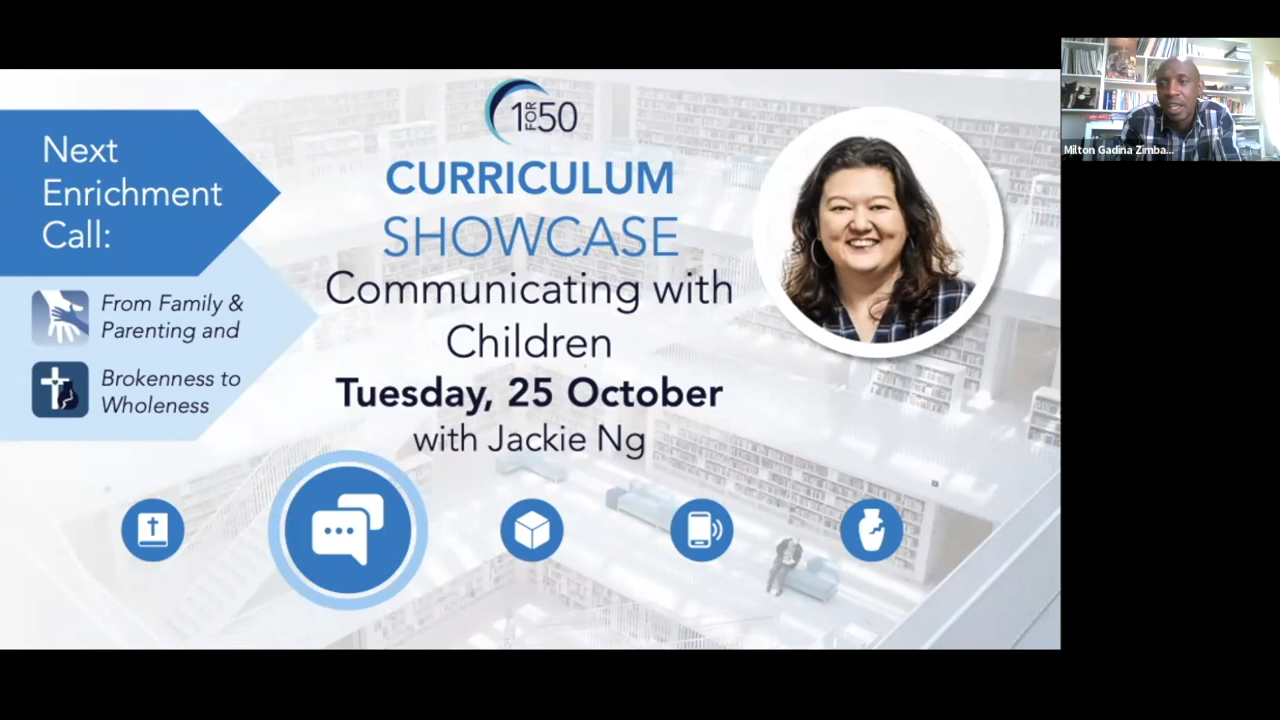 Next
Enrichment
Call:
From Family &
Parenting and
Brokenness to
Wholeness
1 FOR 50
CURRICULUM
SHOWCASE
Communicating with
Children
Tuesday, 25 October
with Jackie Ng
Milton Gadina Zimba...